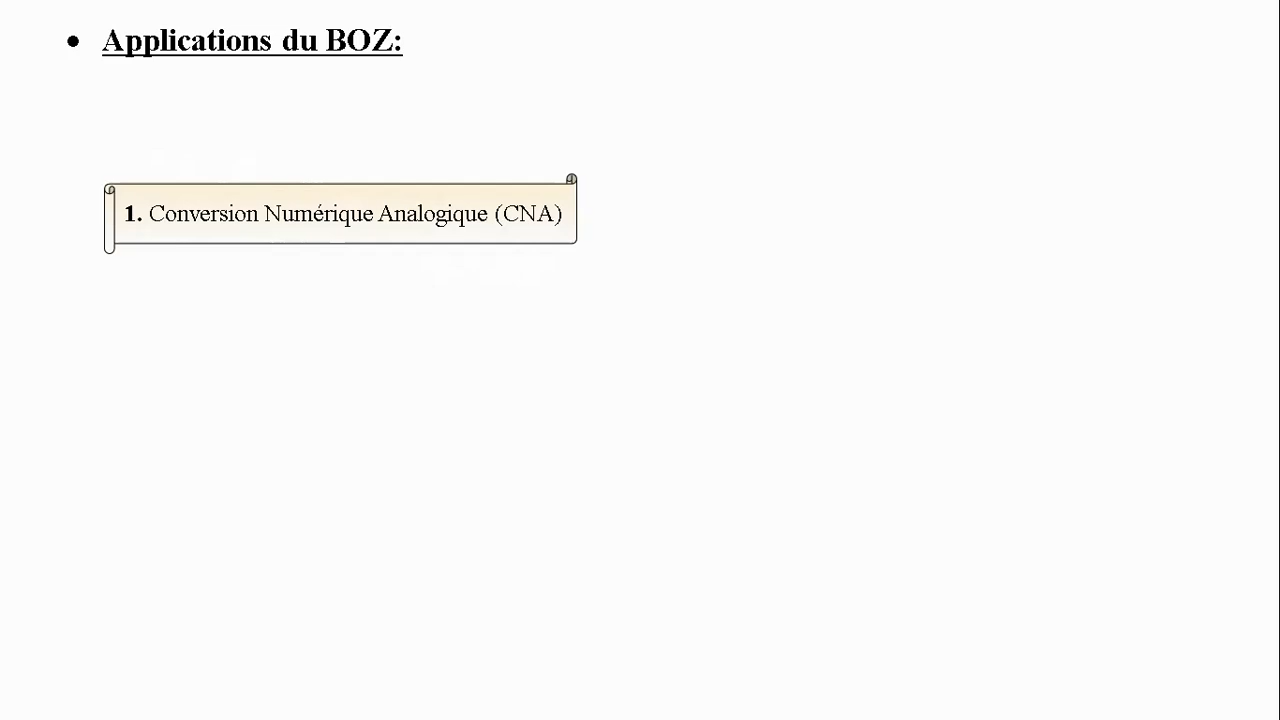 • Applications du BOZ:
1. Conversion Numérique Analogique (CNA)